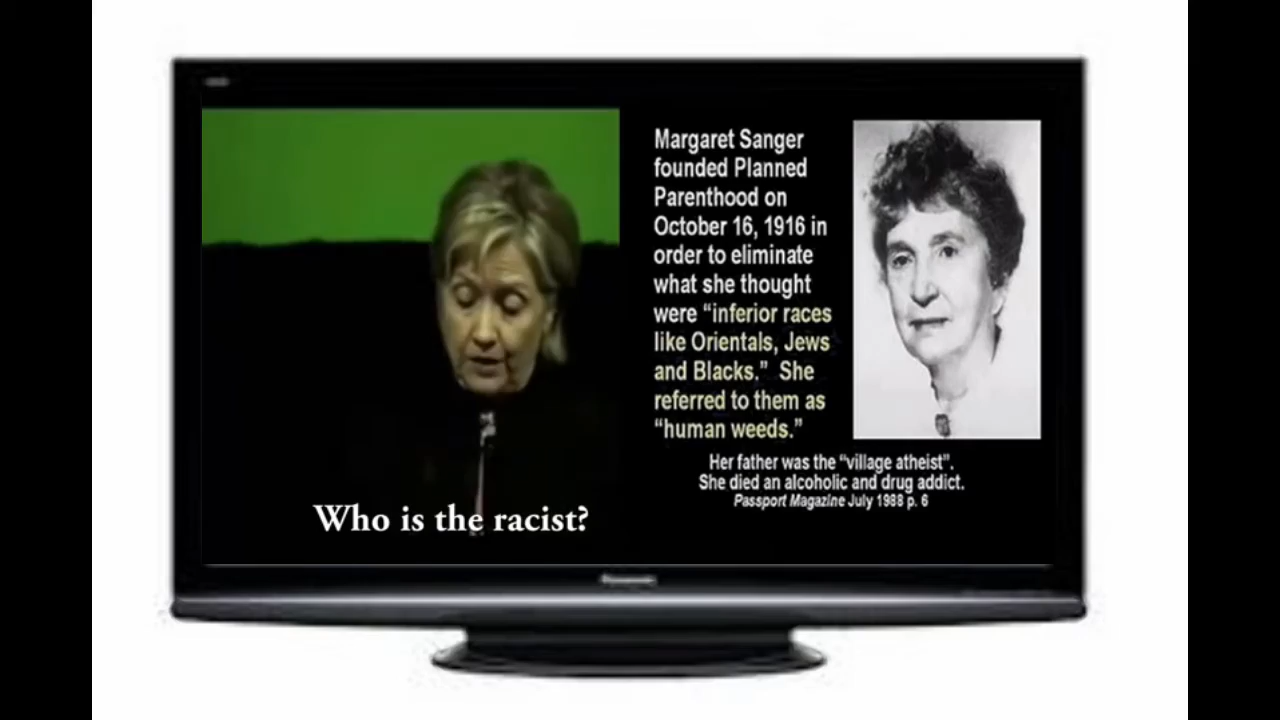 Margaret Sanger
founded Planned
Parenthood on
October 16, 1916 in
order to eliminate
what she thought
were “inferior races
like Orientals, Jews
and Blacks.” She
referred to them as
“human weeds.”
Her father was the “village atheist”.
She died an alcoholic and drug addict.
Passport Magazine July 1988 p. 6
Who is the racist?
Panasonic